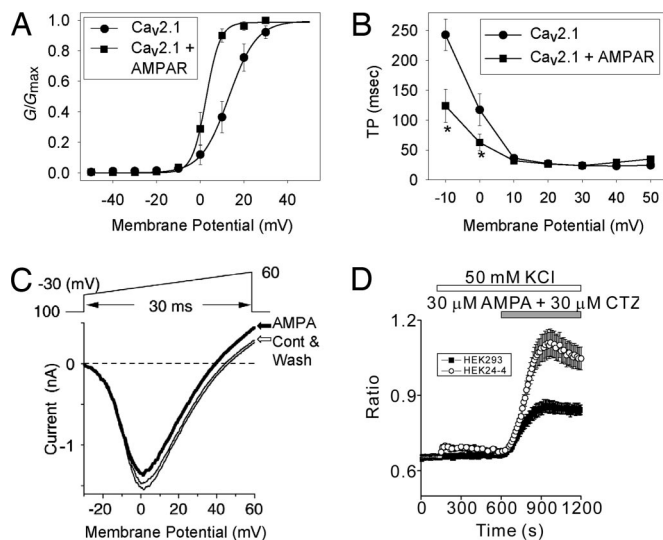 A
Caᵥ2.1
Caᵥ2.1 +
AMPAR
G/Gmax
1.0
0.8
0.6
0.4
0.2
0.0
-40 -20 0 20 40
Membrane Potential (mV)
B
Caᵥ2.1
Caᵥ2.1 + AMPAR
TP (msec)
250
200
150
100
50
0
* *
-10 0 10 20 30 40 50
Membrane Potential (mV)
C
-30 (mV)
60
100
30 ms
AMPA
Cont &
Wash
Current (nA)
0
-1
-20 0 20 40 60
Membrane Potential (mV)
D
50 mM KCl
30 μM AMPA + 30 μM CTZ
HEK293
HEK24-4
Ratio
1.2
1.0
0.8
0.6
0 300 600 900 1200
Time (s)